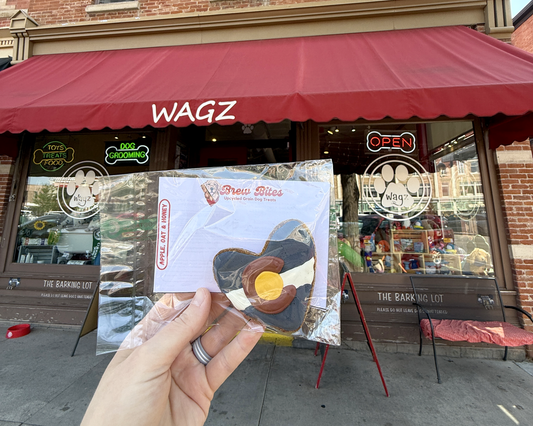 WAGZ
TOYS
TREATS
FOOD
DOG
GROOMING
OPEN
Wagz
Brew Bites
Upcycled Grain Dog Treats
APPLE, OAT & HONEY
THE BARKING LOT
THE BARKING LOT